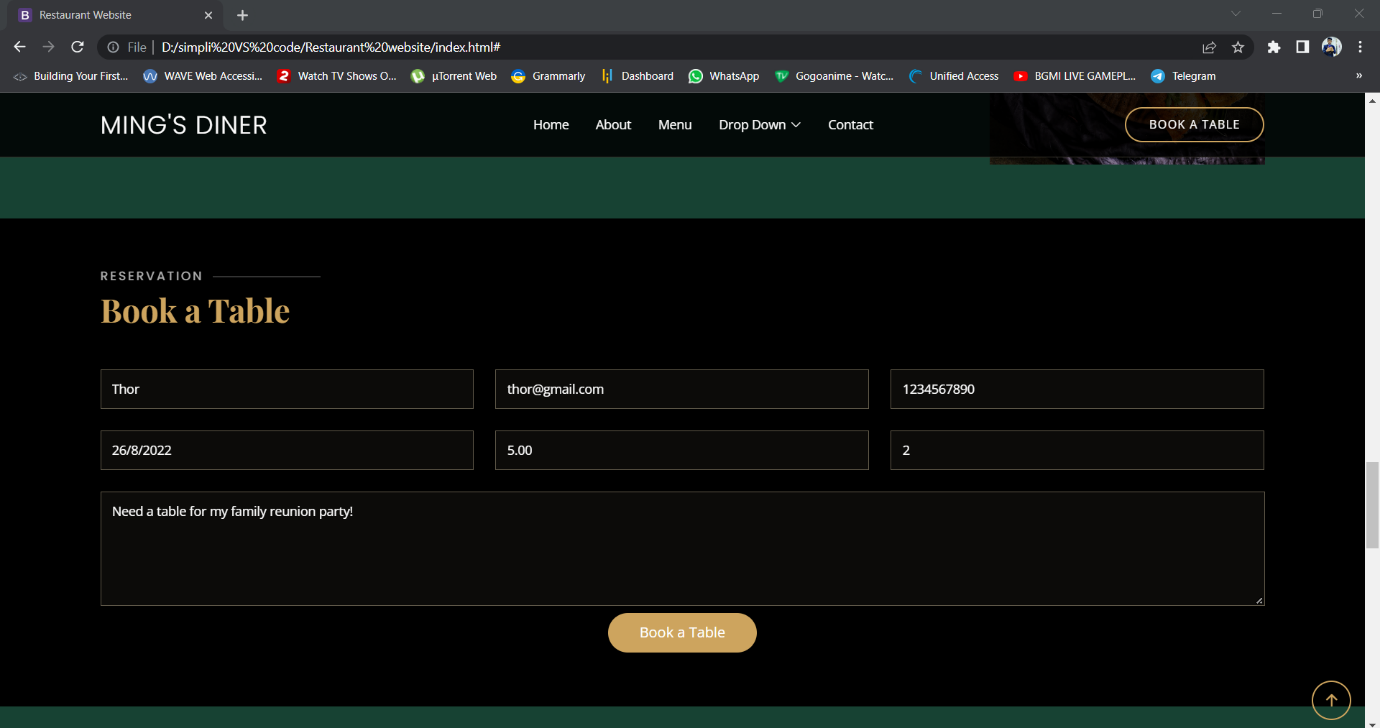 Restaurant Website
File D:/simpli%20VS%20code/Restaurant%20website/index.html#
Building Your First... WAVE Web Accessi... Watch TV Shows O... µTorrent Web Grammarly Dashboard WhatsApp Gogoanime - Watc... Unified Access BGMI LIVE GAMEPL... Telegram »
MING'S DINER Home About Menu Drop Down Contact BOOK A TABLE
RESERVATION
Book a Table
Thor thor@gmail.com 1234567890
26/8/2022 5.00 2
Need a table for my family reunion party!
Book a Table